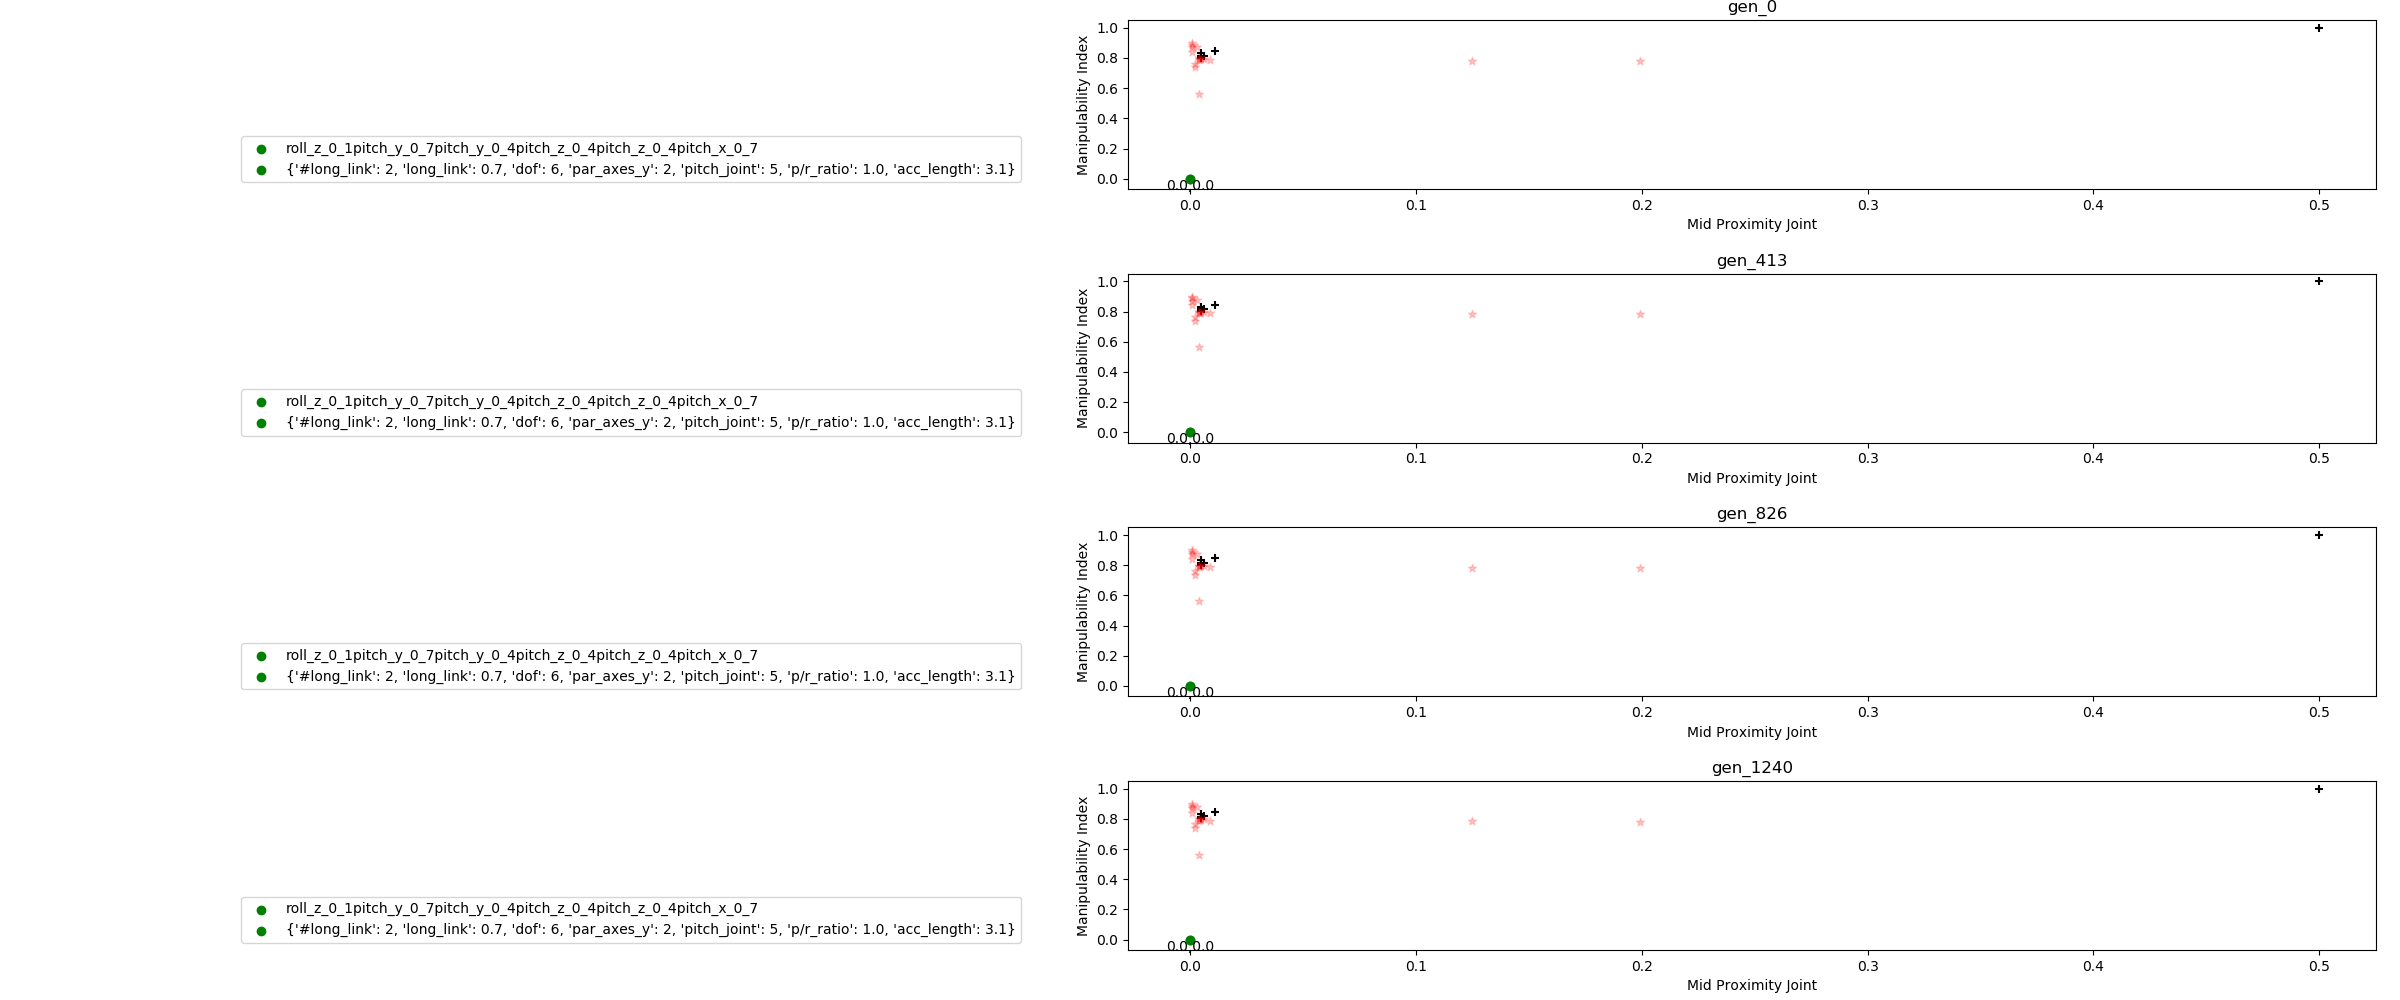 gen_0
1.0
0.8
0.6
0.4
0.2
0.0
Manipulability Index
roll_z_0_1pitch_y_0_7pitch_y_0_4pitch_z_0_4pitch_z_0_4pitch_x_0_7
{'#long_link': 2, 'long_link': 0.7, 'dof': 6, 'par_axes_y': 2, 'pitch_joint': 5, 'p/r_ratio': 1.0, 'acc_length': 3.1}
0.0,0.0
0.0 0.1 0.2 0.3 0.4 0.5
Mid Proximity Joint
gen_413
1.0
0.8
0.6
0.4
0.2
0.0
Manipulability Index
roll_z_0_1pitch_y_0_7pitch_y_0_4pitch_z_0_4pitch_z_0_4pitch_x_0_7
{'#long_link': 2, 'long_link': 0.7, 'dof': 6, 'par_axes_y': 2, 'pitch_joint': 5, 'p/r_ratio': 1.0, 'acc_length': 3.1}
0.0,0.0
0.0 0.1 0.2 0.3 0.4 0.5
Mid Proximity Joint
gen_826
1.0
0.8
0.6
0.4
0.2
0.0
Manipulability Index
roll_z_0_1pitch_y_0_7pitch_y_0_4pitch_z_0_4pitch_z_0_4pitch_x_0_7
{'#long_link': 2, 'long_link': 0.7, 'dof': 6, 'par_axes_y': 2, 'pitch_joint': 5, 'p/r_ratio': 1.0, 'acc_length': 3.1}
0.0,0.0
0.0 0.1 0.2 0.3 0.4 0.5
Mid Proximity Joint
gen_1240
1.0
0.8
0.6
0.4
0.2
0.0
Manipulability Index
roll_z_0_1pitch_y_0_7pitch_y_0_4pitch_z_0_4pitch_z_0_4pitch_x_0_7
{'#long_link': 2, 'long_link': 0.7, 'dof': 6, 'par_axes_y': 2, 'pitch_joint': 5, 'p/r_ratio': 1.0, 'acc_length': 3.1}
0.0,0.0
0.0 0.1 0.2 0.3 0.4 0.5
Mid Proximity Joint